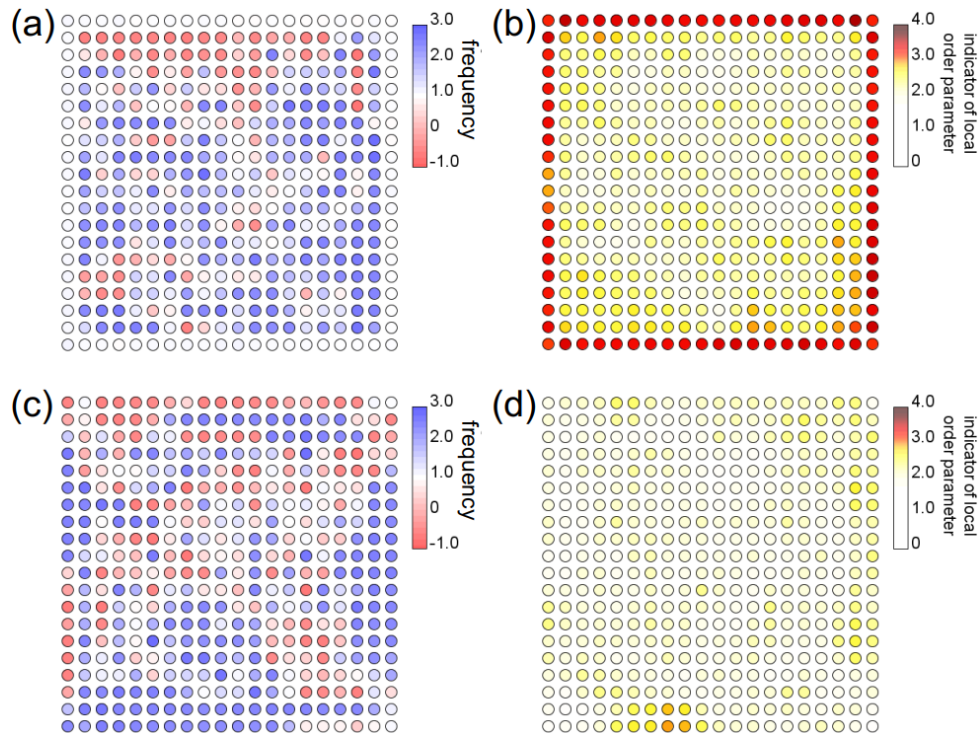 (a)
3.0
2.0
1.0
0
-1.0
frequency
(b)
4.0
3.0
2.0
1.0
0
indicator of local
order parameter
(c)
3.0
2.0
1.0
0
-1.0
frequency
(d)
4.0
3.0
2.0
1.0
0
indicator of local
order parameter